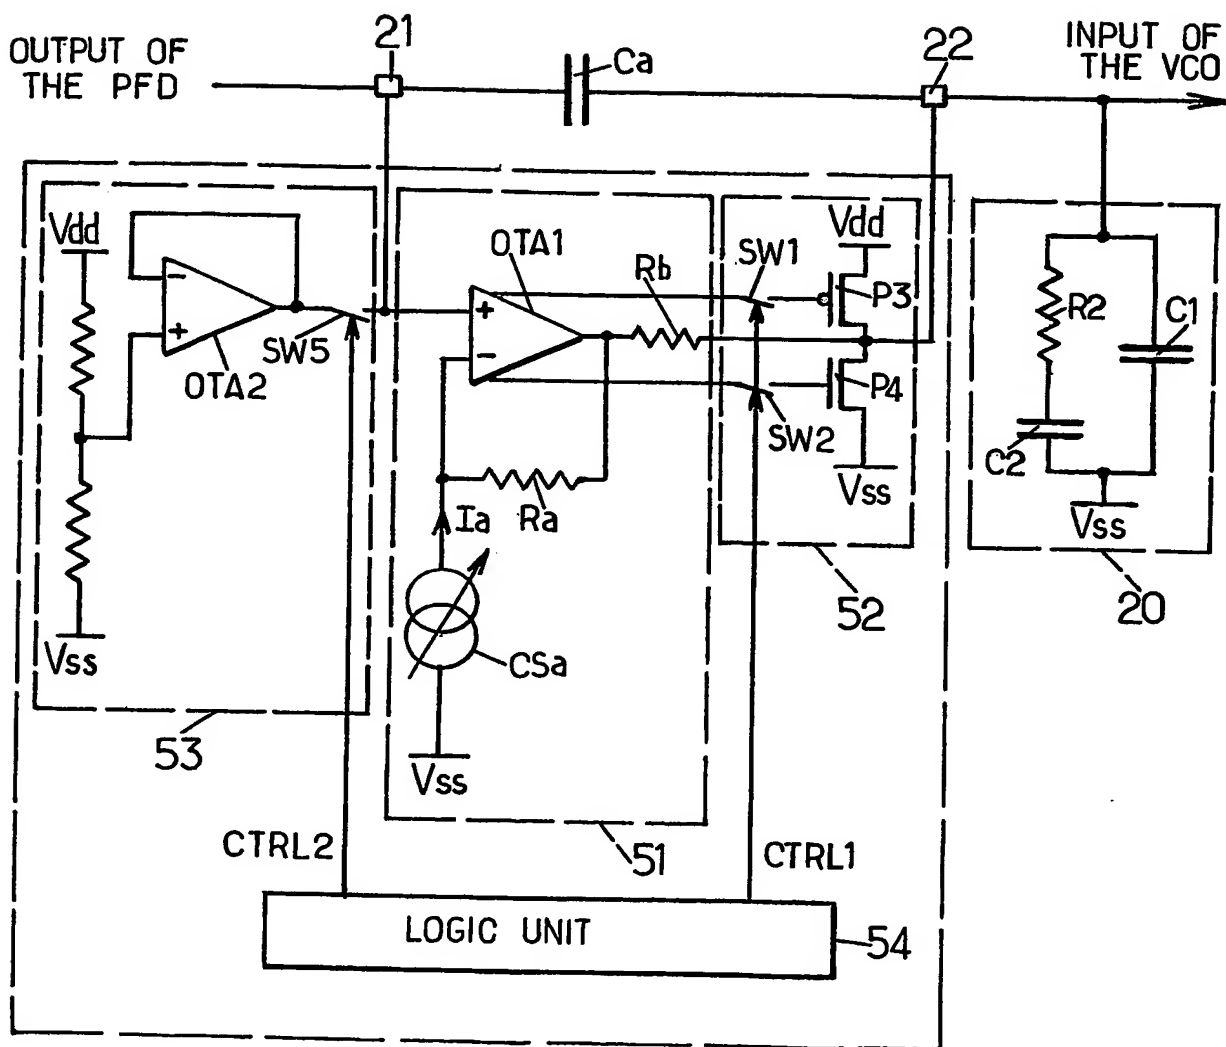 OUTPUT OF
THE PFD
21
Ca
22
INPUT OF
THE VCO
Vdd
OTA2
SW5
OTA1
Rb
SW1
Vdd
P3
P4
SW2
Vss
R2
C1
C2
Vss
Ia
Ra
CSa
Vss
Vss
53
52
20
51
CTRL2
CTRL1
LOGIC UNIT
54